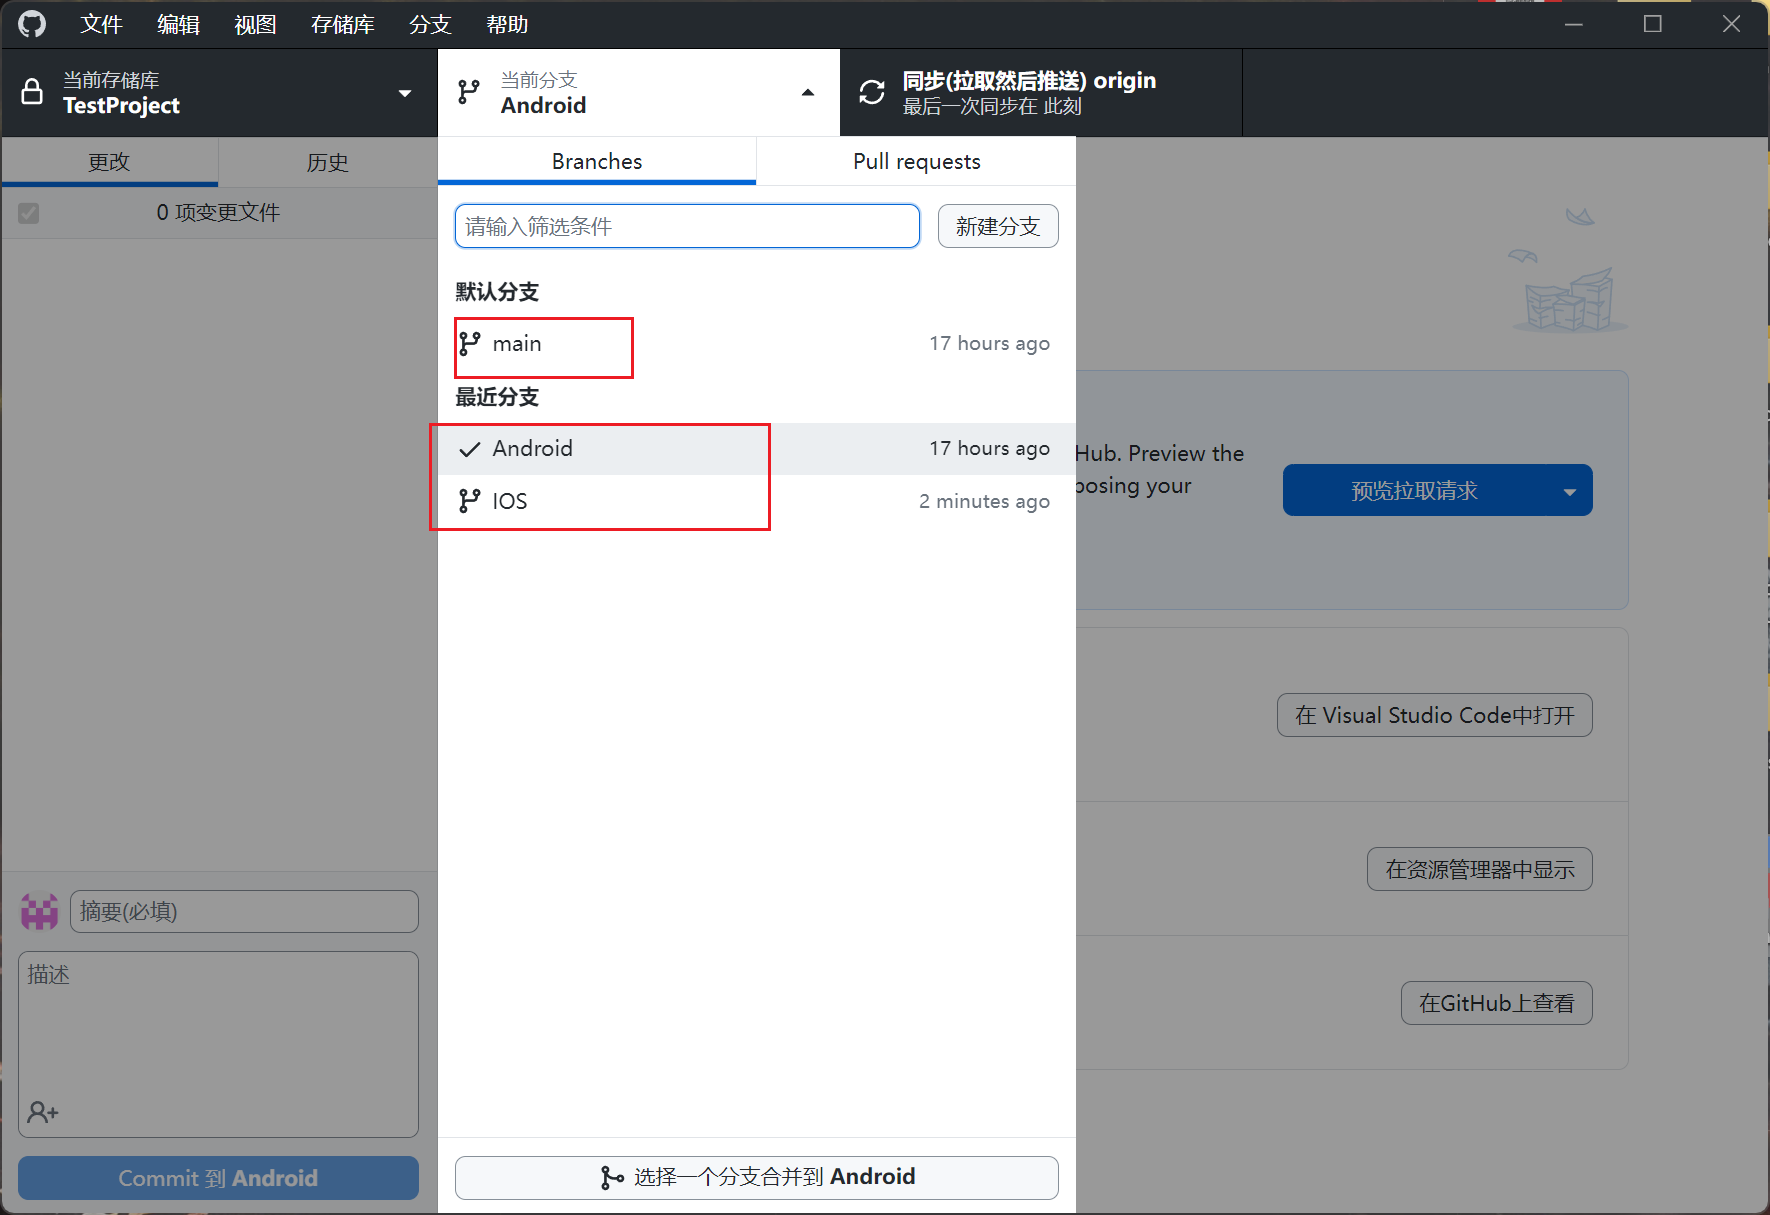 文件 编辑 视图 存储库 分支 帮助
当前存储库
TestProject
当前分支
Android
同步(拉取然后推送) origin
最后一次同步在 此刻
更改 历史
0 项变更文件
Branches Pull requests
请输入筛选条件 新建分支
默认分支
main 17 hours ago
最近分支
Android 17 hours ago
IOS 2 minutes ago
Hub. Preview the
posing your
预览拉取请求
在 Visual Studio Code中打开
在资源管理器中显示
在GitHub上查看
摘要(必填)
描述
Commit 到 Android
选择一个分支合并到 Android